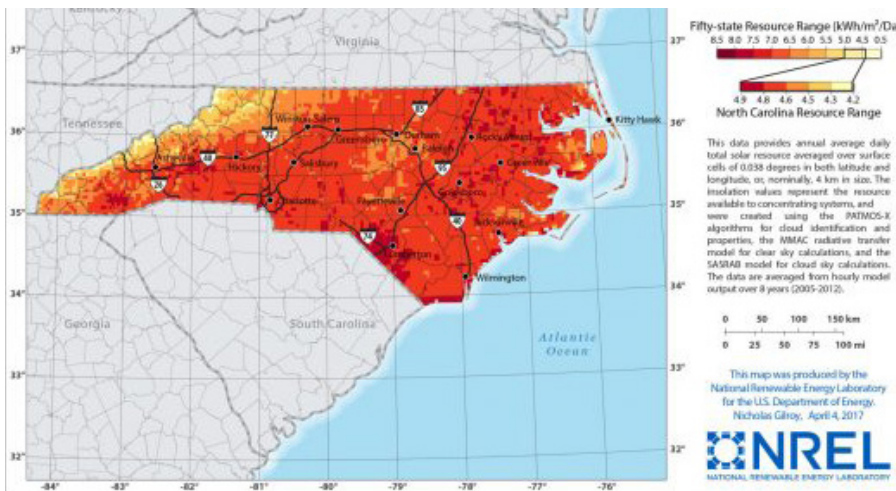 Kentucky
Virginia
Fifty-state Resource Range (kWh/m²/Da
8.5 8.0 7.5 7.0 6.5 6.0 5.5 5.0 4.5 0.5
4.9 4.8 4.6 4.5 4.3 4.2
North Carolina Resource Range
37°
37°
36°
36°
35°
35°
34°
34°
33°
33°
32°
32°
Tennessee
Winston-Salem
Greensboro
Durham
Raleigh
Rocky Mount
Kitty Hawk
Asheville
Hickory
Salisbury
Greenville
Goldsboro
Charlotte
Fayetteville
Jacksonville
Lumberton
Wilmington
77
85
40
26
95
40
74
Georgia
South Carolina
Atlantic
Ocean
This data provides annual average daily
total solar resource averaged over surface
cells of 0.038 degrees in both latitude and
longitude, or, nominally, 4 km in size. The
insolation values represent the resource
available to concentrating systems, and
were created using the PATMOS-X
algorithms for cloud identification and
properties, the MMAC radiative transfer
model for clear sky calculations, and the
SASRAB model for cloud sky calculations.
The data are averaged from hourly model
output over 8 years (2005-2012).
0 50 100 150 km
0 25 50 75 100 mi
This map was produced by the
National Renewable Energy Laboratory
for the U.S. Department of Energy.
Nicholas Gilroy, April 4, 2017
NREL
NATIONAL RENEWABLE ENERGY LABORATORY
-84° -83° -82° -81° -80° -79° -78° -77° -76°